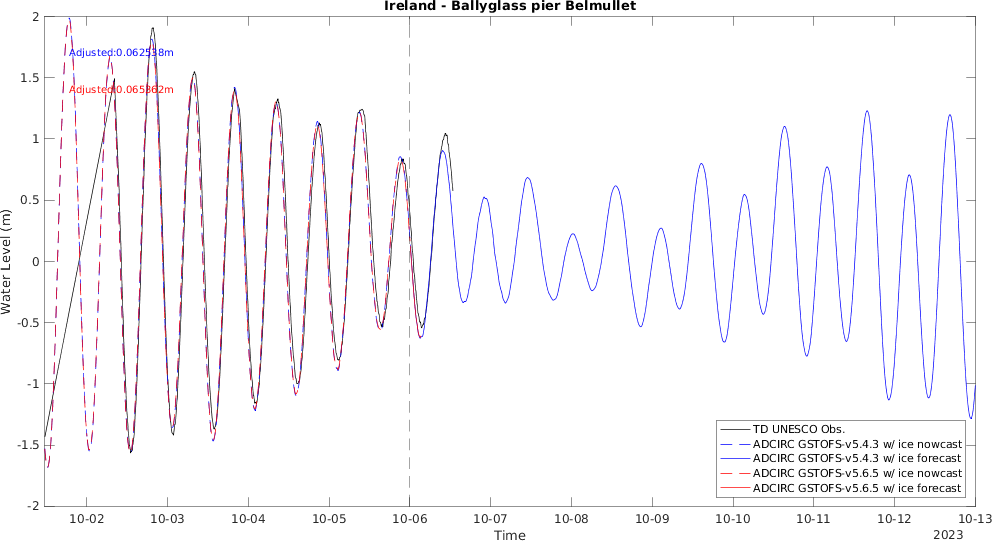 Ireland - Ballyglass pier Belmullet
2
1.5
1
0.5
0
-0.5
-1
-1.5
-2
Water Level (m)
Adjusted:0.062538m
Adjusted:0.065362m
TD UNESCO Obs.
ADCIRC GSTOFS-v5.4.3 w/ ice nowcast
ADCIRC GSTOFS-v5.4.3 w/ ice forecast
ADCIRC GSTOFS-v5.6.5 w/ ice nowcast
ADCIRC GSTOFS-v5.6.5 w/ ice forecast
10-02 10-03 10-04 10-05 10-06 10-07 10-08 10-09 10-10 10-11 10-12 10-13
Time
2023